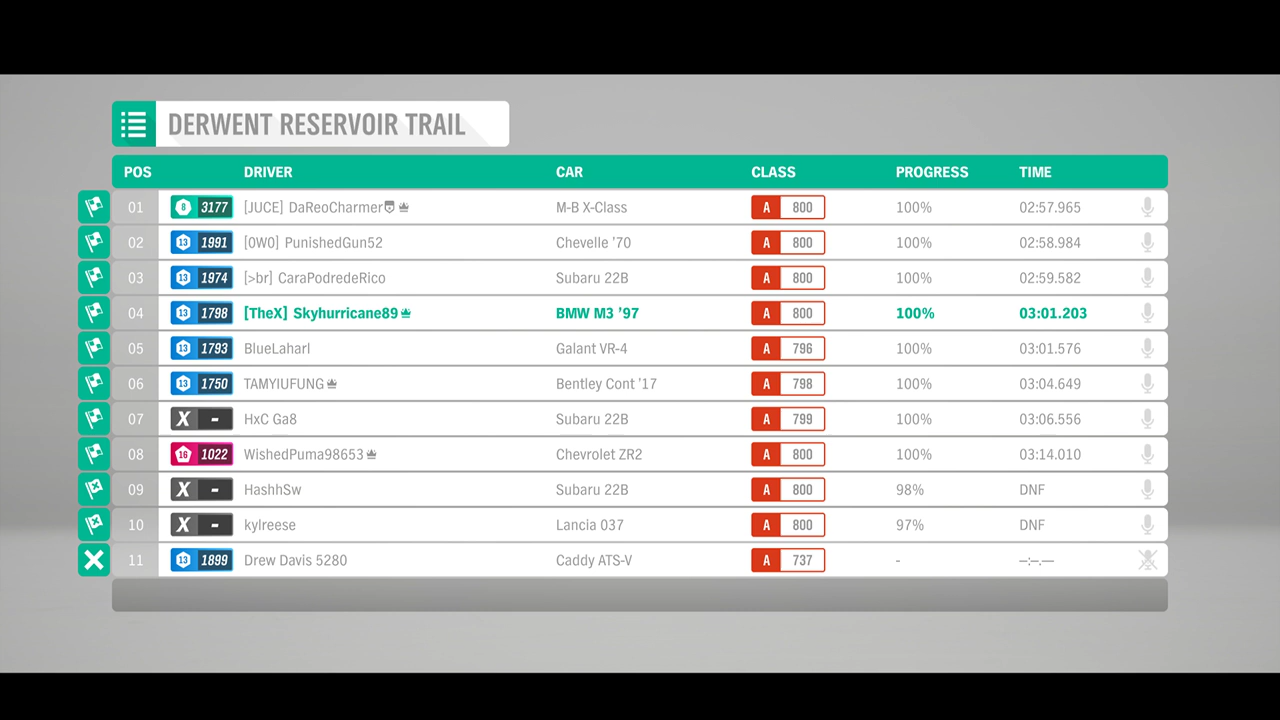 DERWENT RESERVOIR TRAIL
POS DRIVER CAR CLASS PROGRESS TIME
01 8 3177 [JUCE] DaReoCharmer M-B X-Class A 800 100% 02:57.965
02 13 1991 [0W0] PunishedGun52 Chevelle '70 A 800 100% 02:58.984
03 13 1974 [>br] CaraPodredeRico Subaru 22B A 800 100% 02:59.582
04 13 1798 [TheX] Skyhurricane89 BMW M3 '97 A 800 100% 03:01.203
05 13 1793 BlueLaharl Galant VR-4 A 796 100% 03:01.576
06 13 1750 TAMYIUFUNG Bentley Cont '17 A 798 100% 03:04.649
07 X - HxC Ga8 Subaru 22B A 799 100% 03:06.556
08 16 1022 WishedPuma98653 Chevrolet ZR2 A 800 100% 03:14.010
09 X - HashhSw Subaru 22B A 800 98% DNF
10 X - kylreese Lancia 037 A 800 97% DNF
11 13 1899 Drew Davis 5280 Caddy ATS-V A 737 - –:–.––